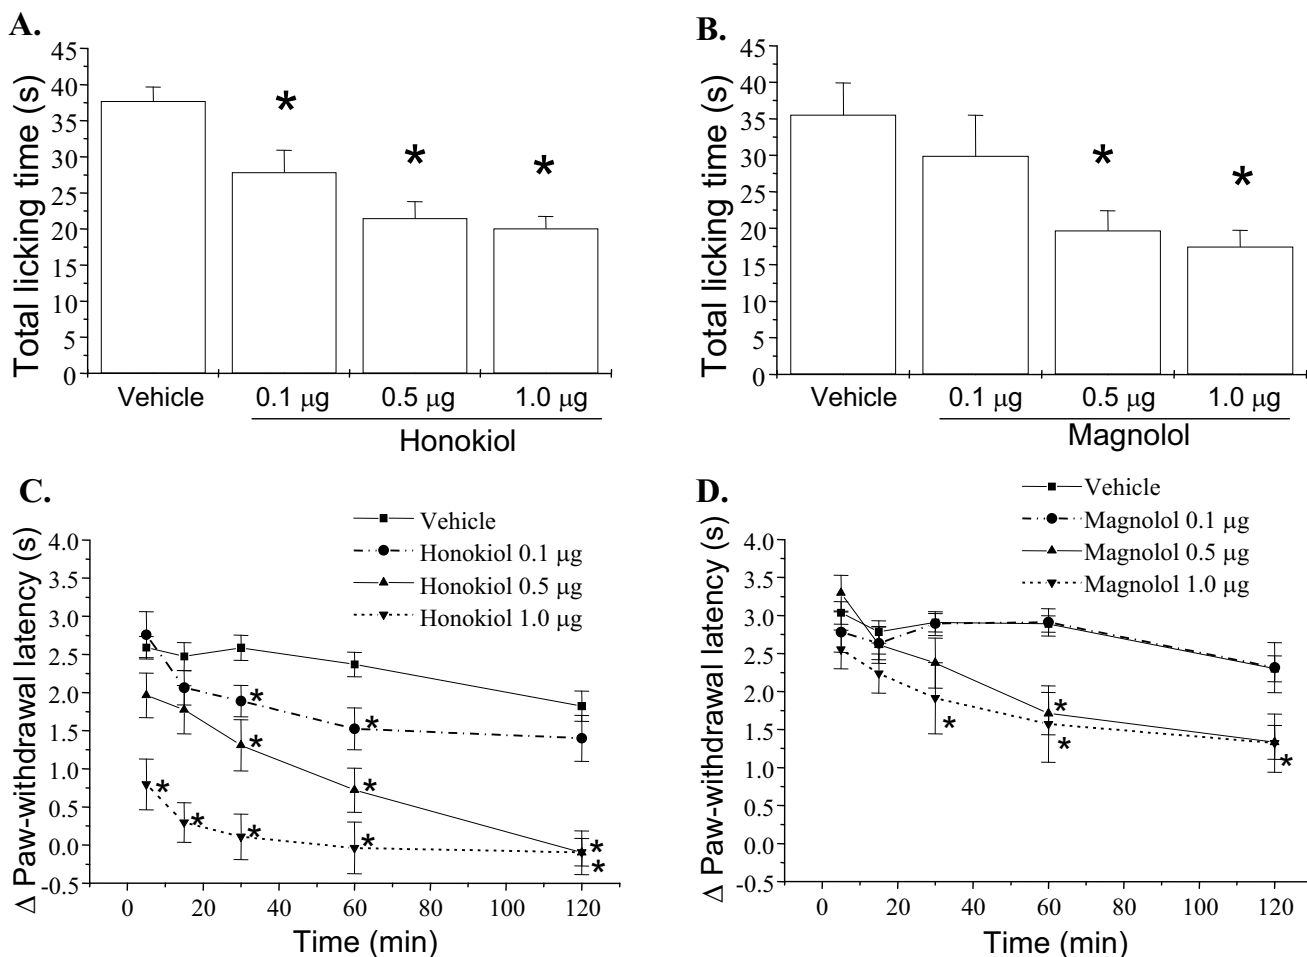 A.
Total licking time (s)
45
40
35
30
25
20
15
10
5
0
* * *
Vehicle 0.1 μg 0.5 μg 1.0 μg
Honokiol
B.
Total licking time (s)
45
40
35
30
25
20
15
10
5
0
* *
Vehicle 0.1 μg 0.5 μg 1.0 μg
Magnolol
C.
Vehicle
Honokiol 0.1 μg
Honokiol 0.5 μg
Honokiol 1.0 μg
Δ Paw-withdrawal latency (s)
4.0
3.5
3.0
2.5
2.0
1.5
1.0
0.5
0.0
-0.5
* *
* *
* * * * *
*
0 20 40 60 80 100 120
Time (min)
D.
Vehicle
Magnolol 0.1 μg
Magnolol 0.5 μg
Magnolol 1.0 μg
Δ Paw-withdrawal latency (s)
4.0
3.5
3.0
2.5
2.0
1.5
1.0
0.5
0.0
-0.5
*
* * *
0 20 40 60 80 100 120
Time (min)